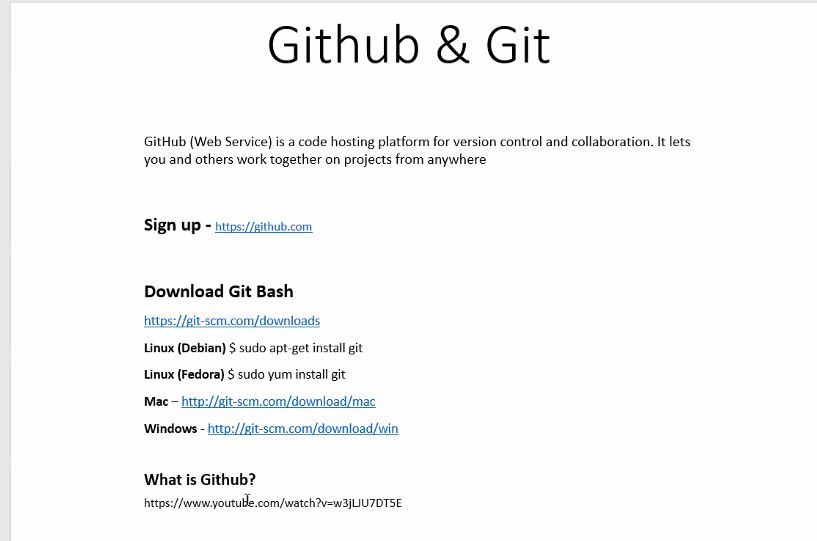 Github & Git
GitHub (Web Service) is a code hosting platform for version control and collaboration. It lets
you and others work together on projects from anywhere
Sign up - https://github.com
Download Git Bash
https://git-scm.com/downloads
Linux (Debian) $ sudo apt-get install git
Linux (Fedora) $ sudo yum install git
Mac – http://git-scm.com/download/mac
Windows - http://git-scm.com/download/win
What is Github?
https://www.youtube.com/watch?v=w3jLJU7DT5E